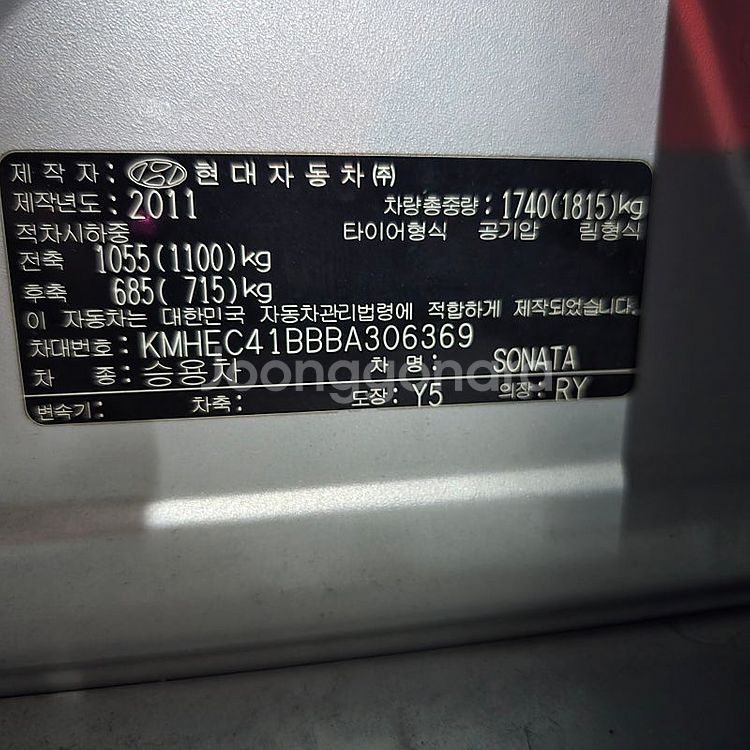 제작자: 현대자동차㈜
제작년도: 2011 차량총중량: 1740(1815)kg
적차시하중 타이어형식 공기압 림형식
전축 1055(1100)kg
후축 685( 715)kg
이 자동차는 대한민국 자동차관리법령에 적합하게 제작되었습니다.
차대번호: KMHEC41BBBA306369
차 종: 승용차 차 명: SONATA
변속기: 차축: 도장: Y5 의장: RY
Joonggonara